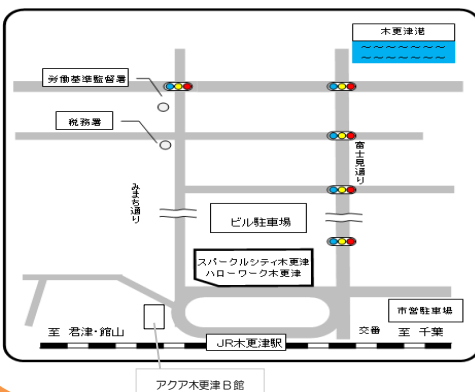 木更津港
労働基準監督署
税務署
富士見通り
みまち通り
ビル駐車場
スパークルシティ木更津
ハローワーク木更津
市営駐車場
至 君津・館山
交番
至 千葉
JR木更津駅
アクア木更津B館